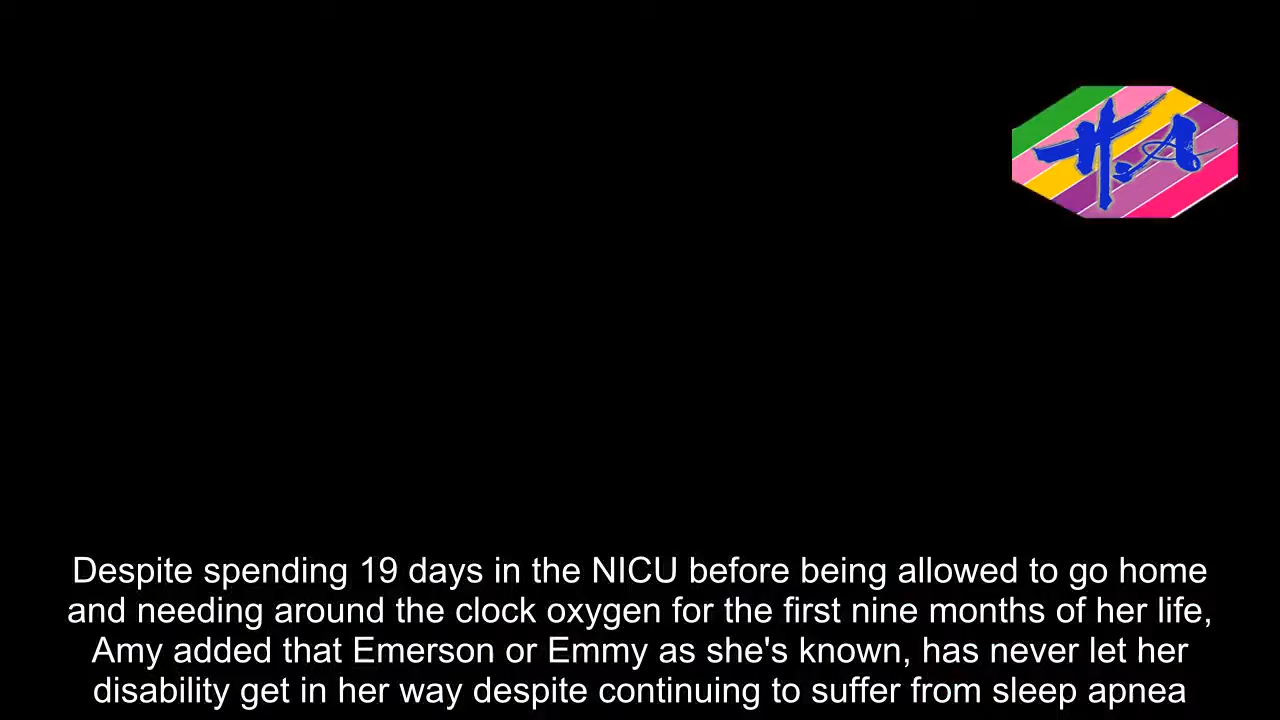 H.A
Despite spending 19 days in the NICU before being allowed to go home
and needing around the clock oxygen for the first nine months of her life,
Amy added that Emerson or Emmy as she's known, has never let her
disability get in her way despite continuing to suffer from sleep apnea